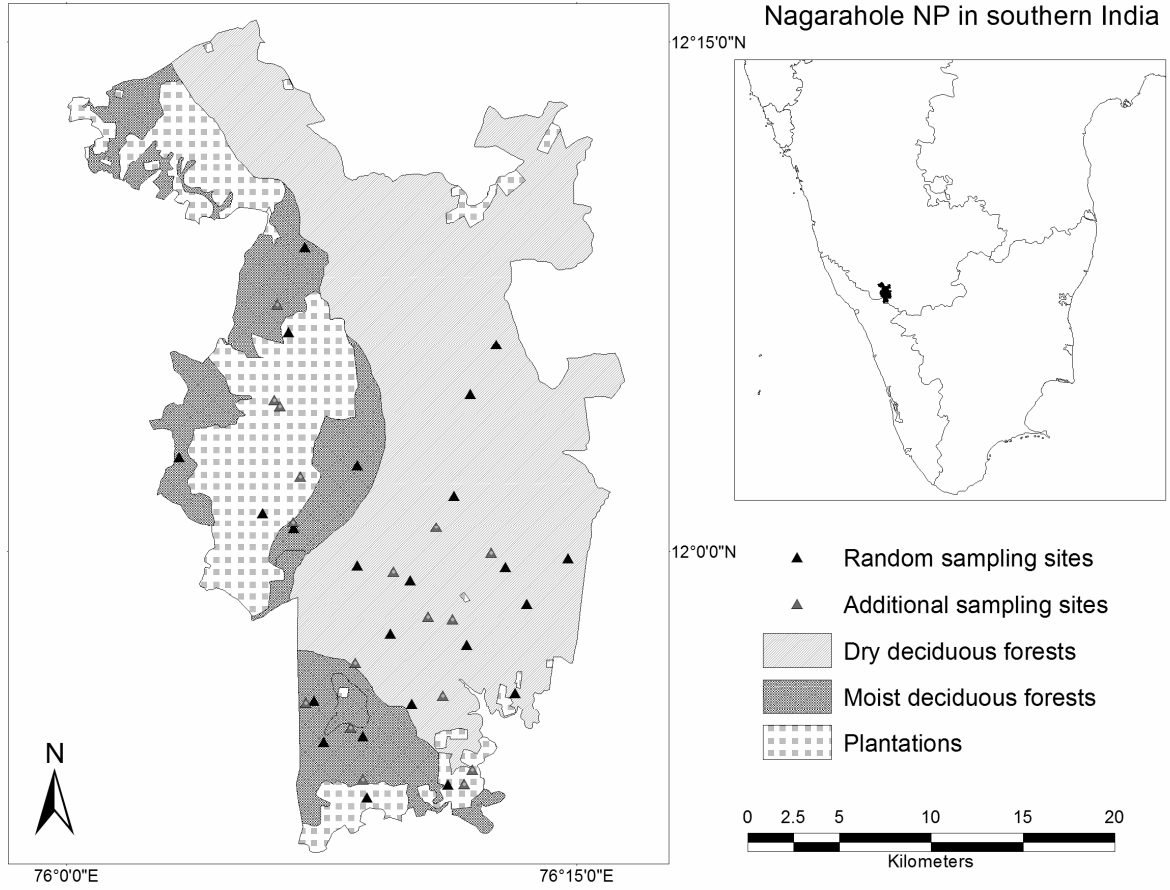 Nagarahole NP in southern India
12°15'0"N
12°0'0"N
Random sampling sites
Additional sampling sites
Dry deciduous forests
Moist deciduous forests
Plantations
N
0 2.5 5 10 15 20
Kilometers
76°0'0"E 76°15'0"E